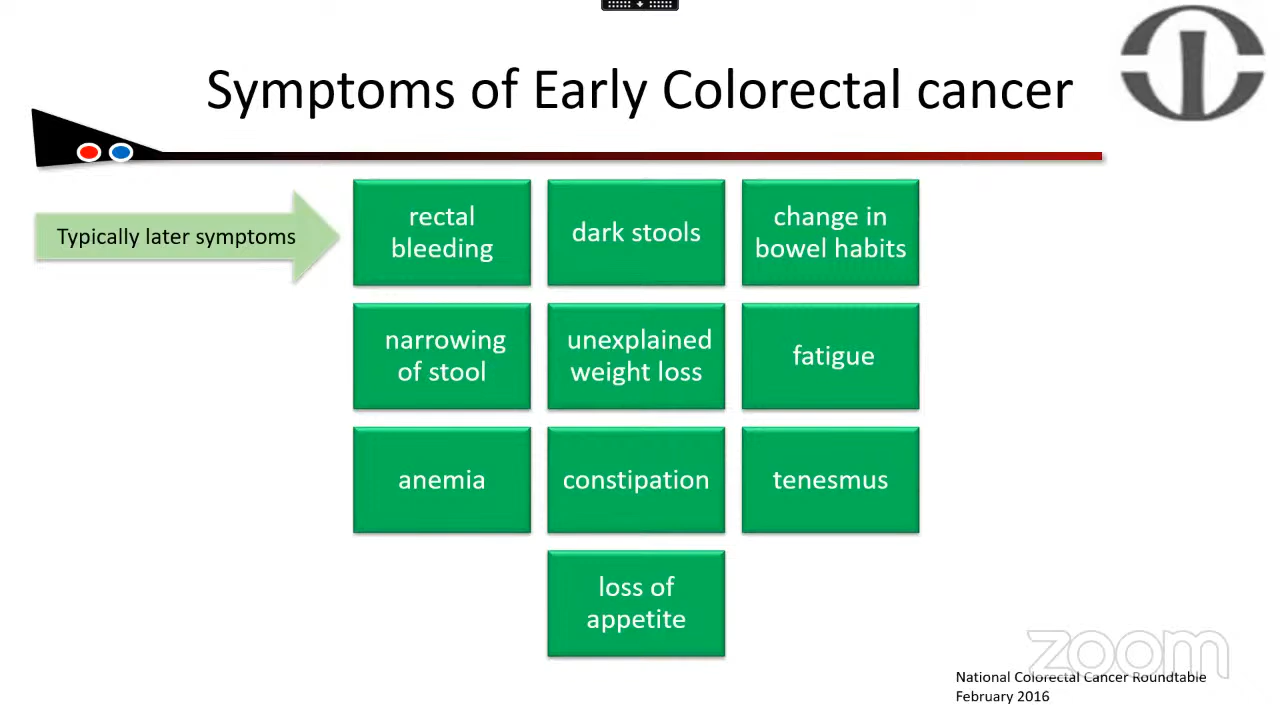 Symptoms of Early Colorectal cancer
Typically later symptoms
rectal
bleeding
dark stools
change in
bowel habits
narrowing
of stool
unexplained
weight loss
fatigue
anemia
constipation
tenesmus
loss of
appetite
zoom
National Colorectal Cancer Roundtable
February 2016